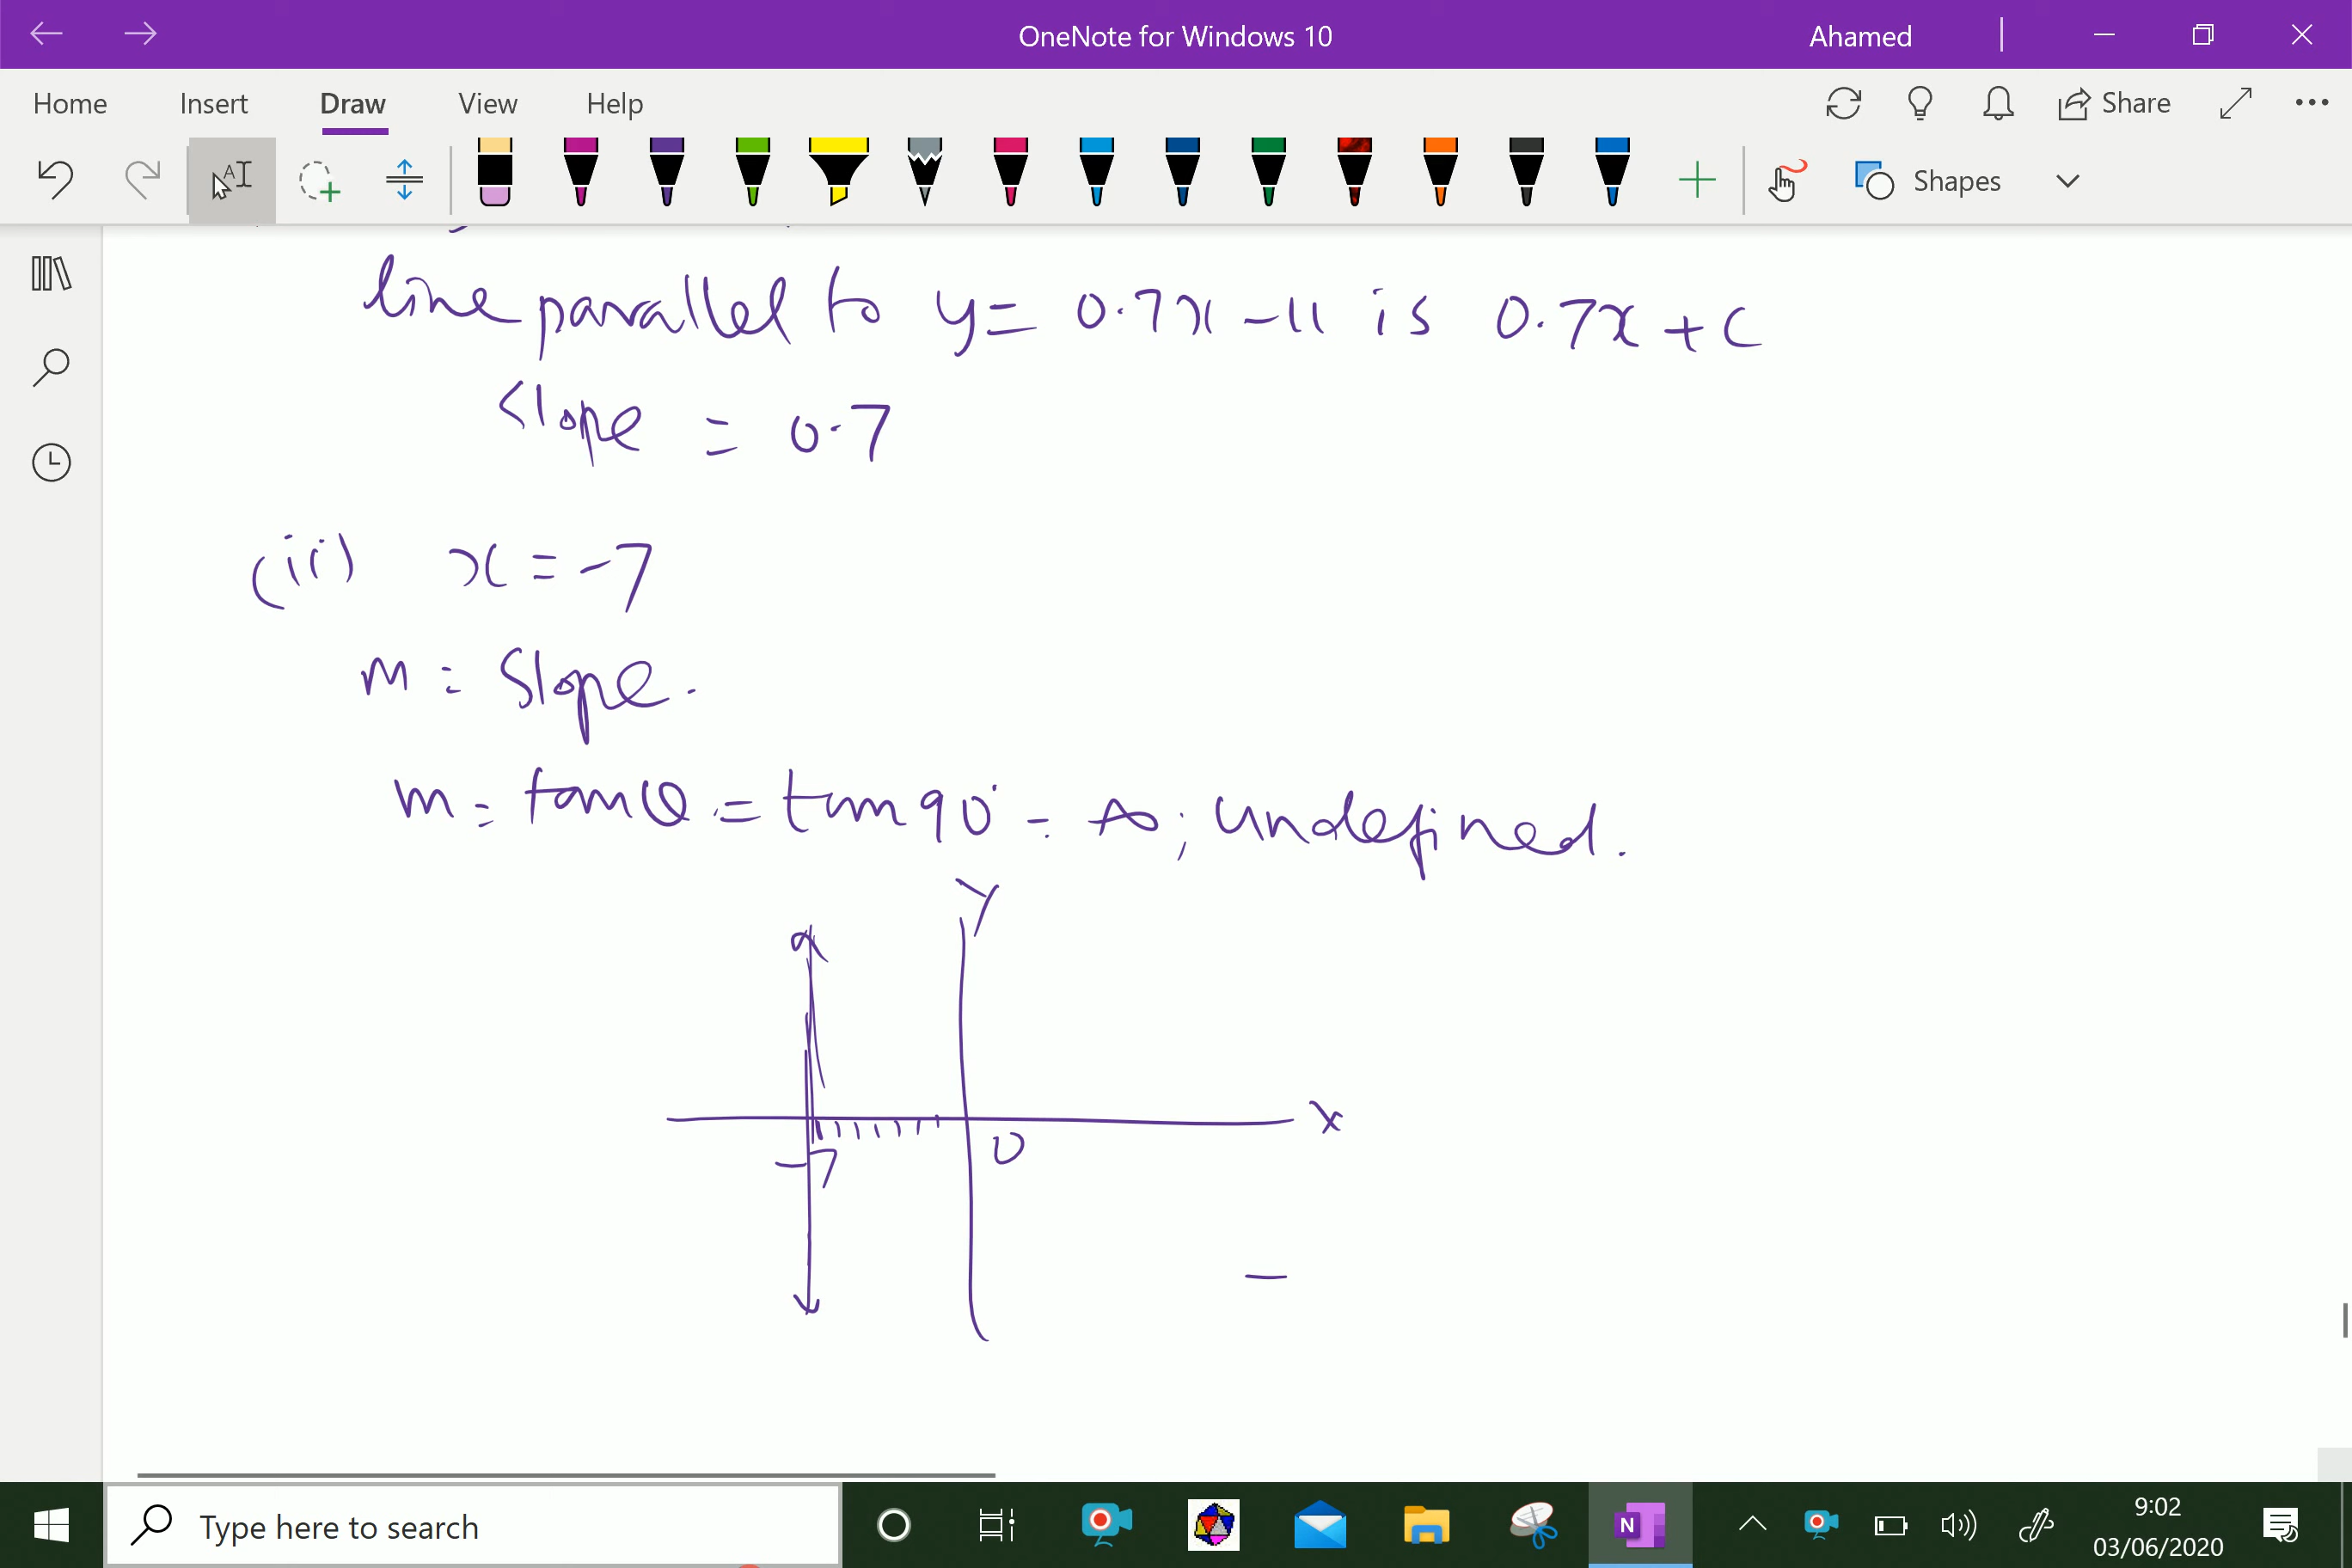 OneNote for Windows 10
Ahamed
Home Insert Draw View Help
Share
Shapes
line parallel to y = 0.7x - 11 is 0.7x + c
slope = 0.7
(ii) x = -7
m = slope.
m = tanθ = tan 90° = ∞; undefined.
Y
X
-7 0
Type here to search
N
9:02
03/06/2020